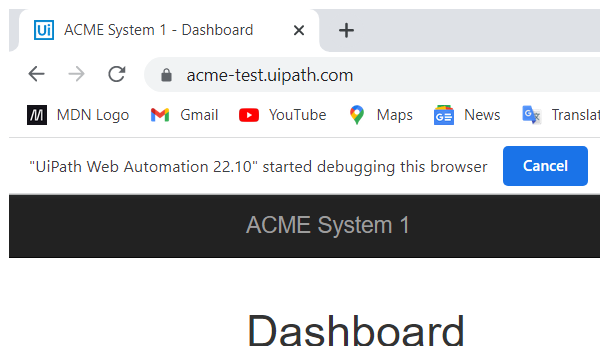 Ui ACME System 1 - Dashboard
acme-test.uipath.com
M MDN Logo Gmail YouTube Maps News Translat
"UiPath Web Automation 22.10" started debugging this browser Cancel
ACME System 1
Dashboard